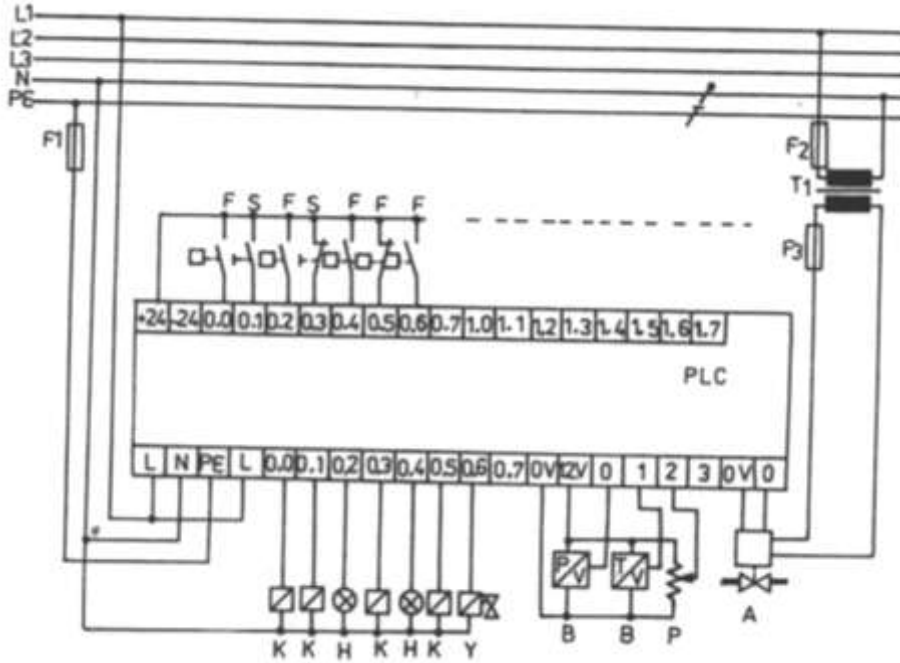 L1
L2
L3
N
PE
F1
F2
T1
F3
F S F S F F F
+24 -24 0.0 0.1 0.2 0.3 0.4 0.5 0.6 0.7 1.0 1.1 1.2 1.3 1.4 1.5 1.6 1.7
PLC
L N PE L 0.0 0.1 0.2 0.3 0.4 0.5 0.6 0.7 0V 12V 0 1 2 3 0V 0
P V T V
K K H K H K Y B B P A